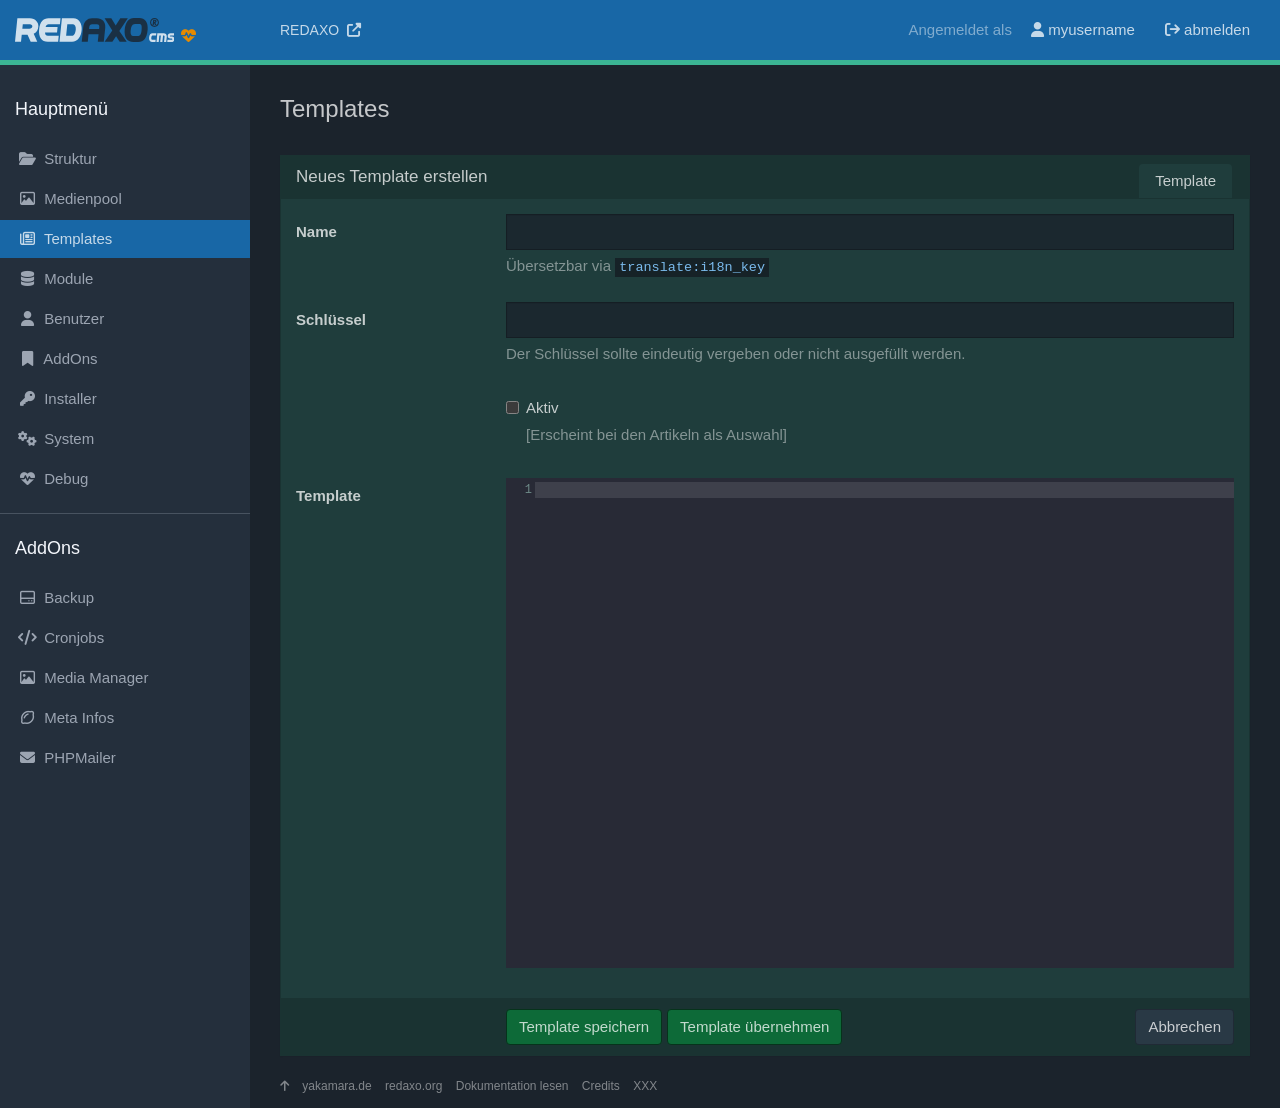 REDAXO® cms
REDAXO
Angemeldet als myusername abmelden
Hauptmenü
Struktur
Medienpool
Templates
Module
Benutzer
AddOns
Installer
System
Debug
AddOns
Backup
Cronjobs
Media Manager
Meta Infos
PHPMailer
Templates
Neues Template erstellen
Template
Name
Übersetzbar via translate:i18n_key
Schlüssel
Der Schlüssel sollte eindeutig vergeben oder nicht ausgefüllt werden.
Aktiv
[Erscheint bei den Artikeln als Auswahl]
Template
1
Template speichern Template übernehmen Abbrechen
yakamara.de redaxo.org Dokumentation lesen Credits XXX